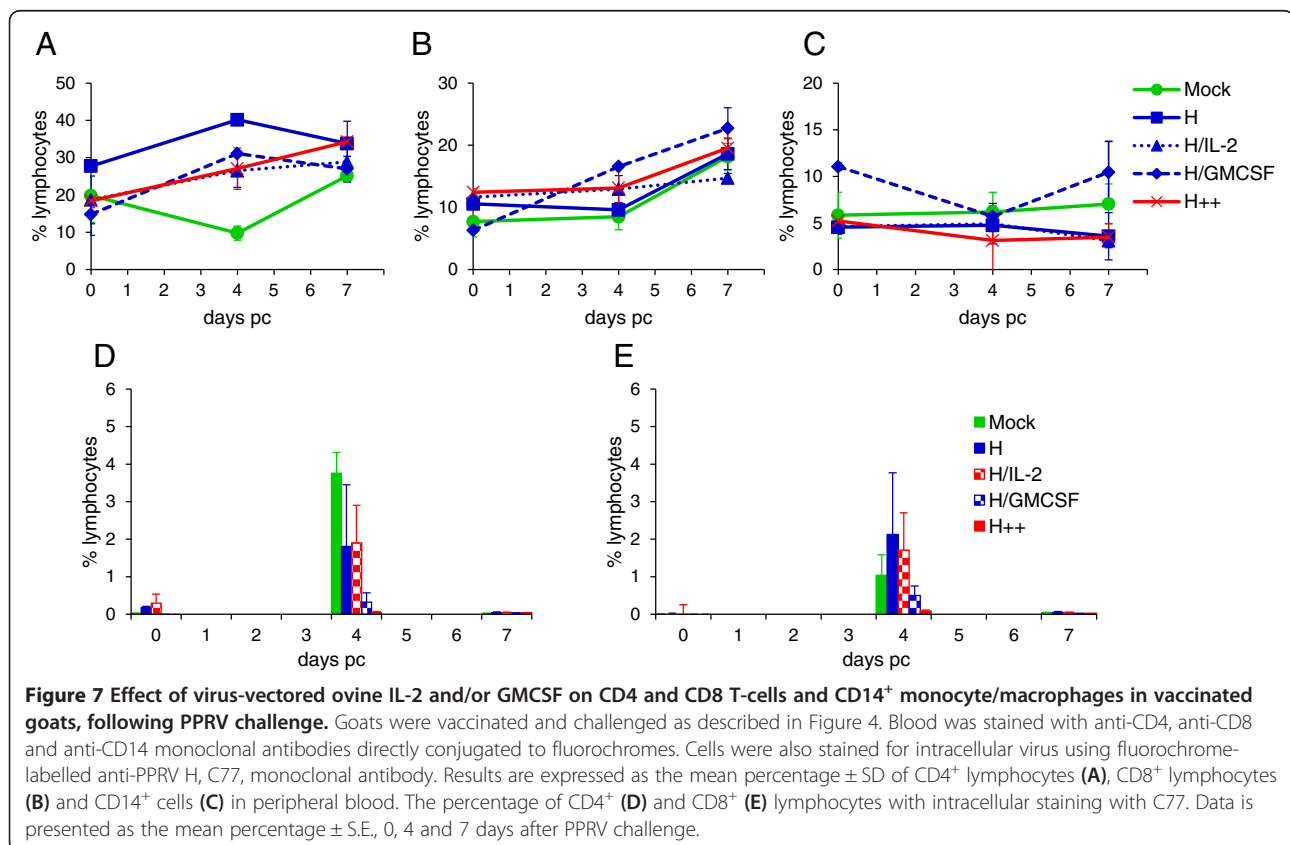 A
B
C
50
40
30
20
10
0
% lymphocytes
0 1 2 3 4 5 6 7
days pc
30
20
10
0
% lymphocytes
0 1 2 3 4 5 6 7
days pc
20
15
10
5
0
% lymphocytes
0 1 2 3 4 5 6 7
days pc
Mock
H
H/IL-2
H/GMCSF
H++
D
E
6
5
4
3
2
1
0
% lymphocytes
0 1 2 3 4 5 6 7
days pc
6
5
4
3
2
1
0
% lymphocytes
0 1 2 3 4 5 6 7
days pc
Mock
H
H/IL-2
H/GMCSF
H++
Figure 7 Effect of virus-vectored ovine IL-2 and/or GMCSF on CD4 and CD8 T-cells and CD14⁺ monocyte/macrophages in vaccinated
goats, following PPRV challenge. Goats were vaccinated and challenged as described in Figure 4. Blood was stained with anti-CD4, anti-CD8
and anti-CD14 monoclonal antibodies directly conjugated to fluorochromes. Cells were also stained for intracellular virus using fluorochrome-
labelled anti-PPRV H, C77, monoclonal antibody. Results are expressed as the mean percentage ± SD of CD4⁺ lymphocytes (A), CD8⁺ lymphocytes
(B) and CD14⁺ cells (C) in peripheral blood. The percentage of CD4⁺ (D) and CD8⁺ (E) lymphocytes with intracellular staining with C77. Data is
presented as the mean percentage ± S.E., 0, 4 and 7 days after PPRV challenge.